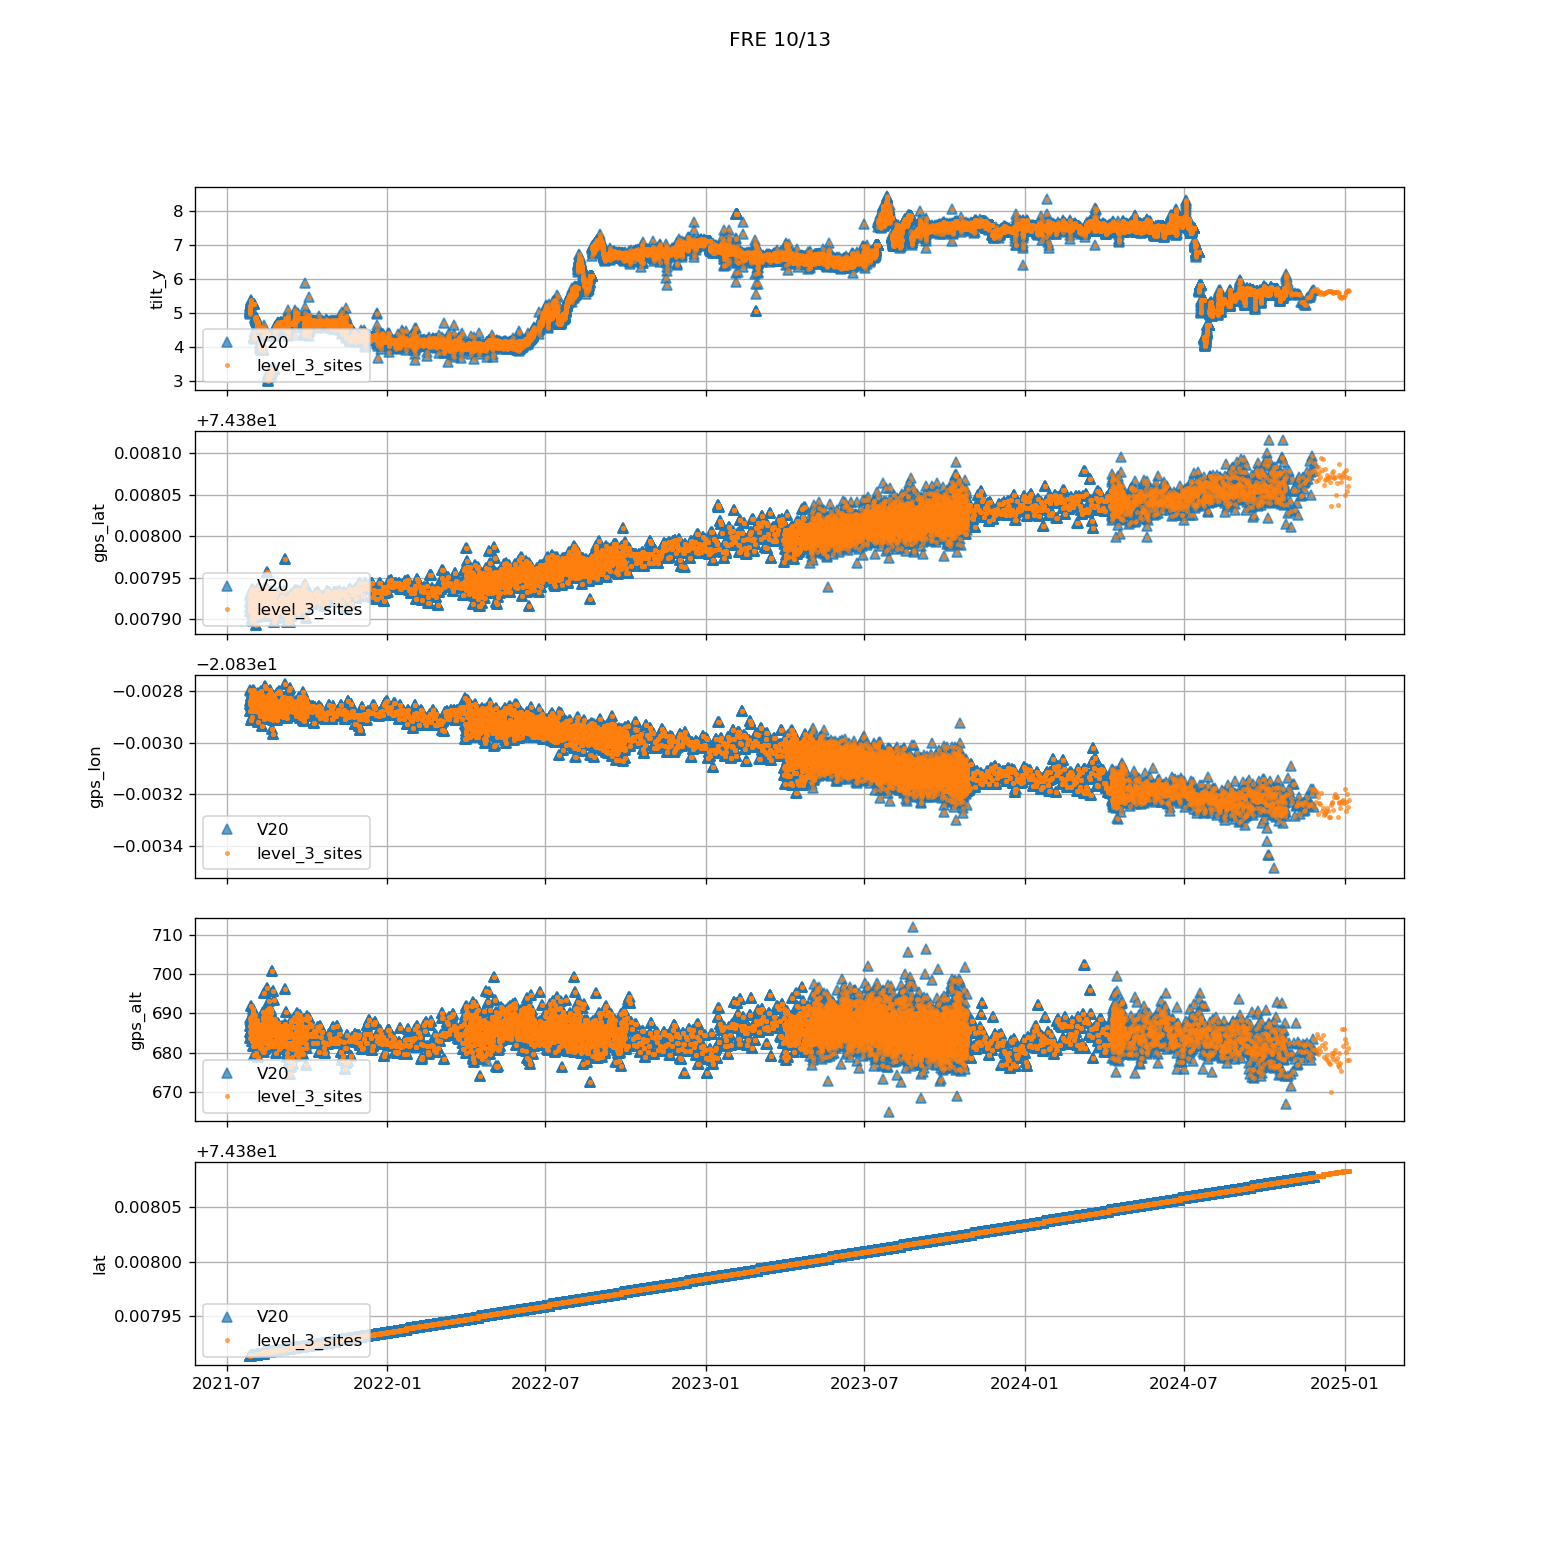 FRE 10/13
tilt_y
8
7
6
5
4
3
V20
level_3_sites
+7.438e1
gps_lat
0.00810
0.00805
0.00800
0.00795
0.00790
V20
level_3_sites
−2.083e1
gps_lon
−0.0028
−0.0030
−0.0032
−0.0034
V20
level_3_sites
gps_alt
710
700
690
680
670
V20
level_3_sites
+7.438e1
lat
0.00805
0.00800
0.00795
V20
level_3_sites
2021-07 2022-01 2022-07 2023-01 2023-07 2024-01 2024-07 2025-01